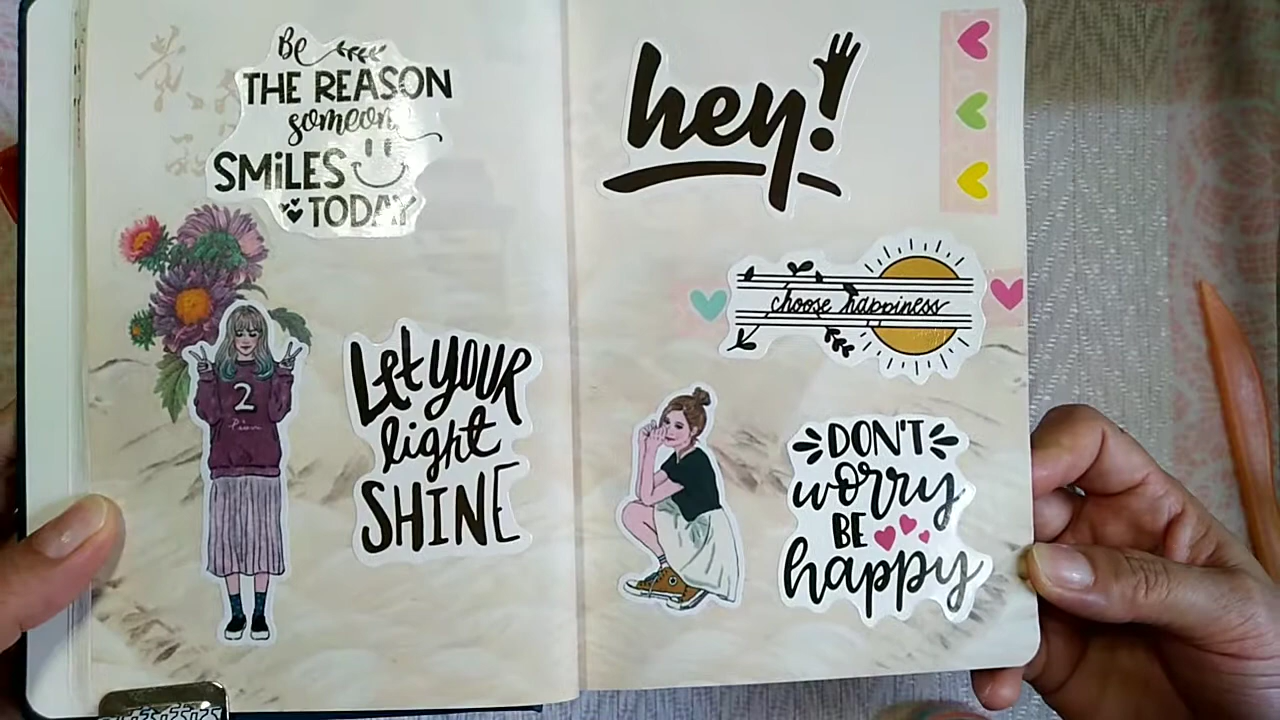 Be
THE REASON
someone
SMiLES
TODAY
2
Let YOUR
light
SHINE
hey!
choose happiness
DON'T
worry
BE
happy